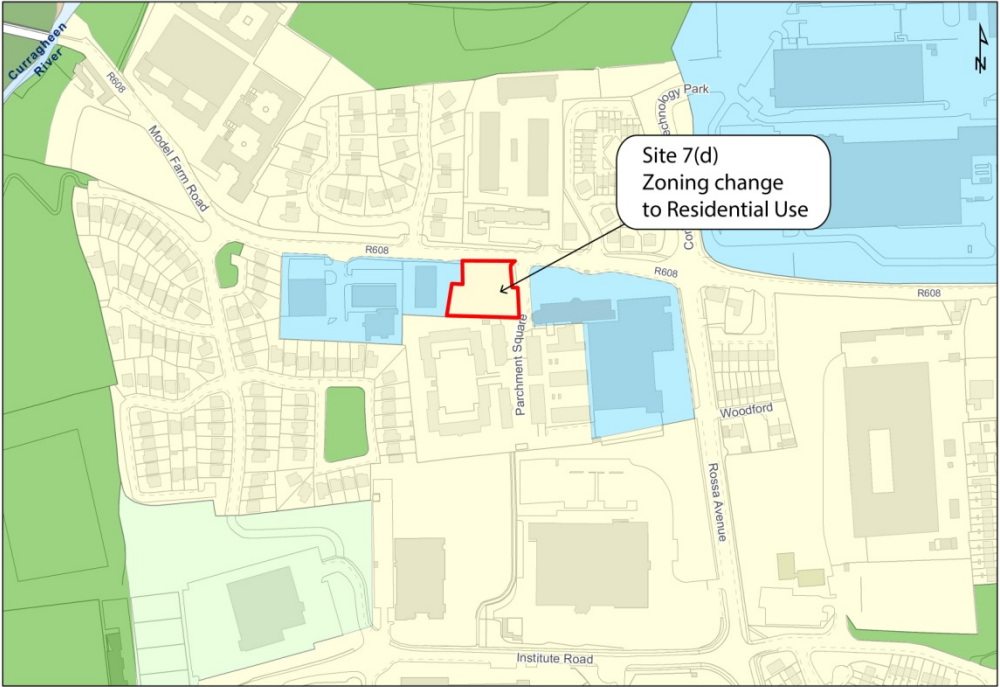 Curragheen
River
R608
Model Farm Road
Technology Park
Site 7(d)
Zoning change
to Residential Use
R608
R608
R608
Parchment Square
Woodford
Rossa Avenue
Institute Road
N